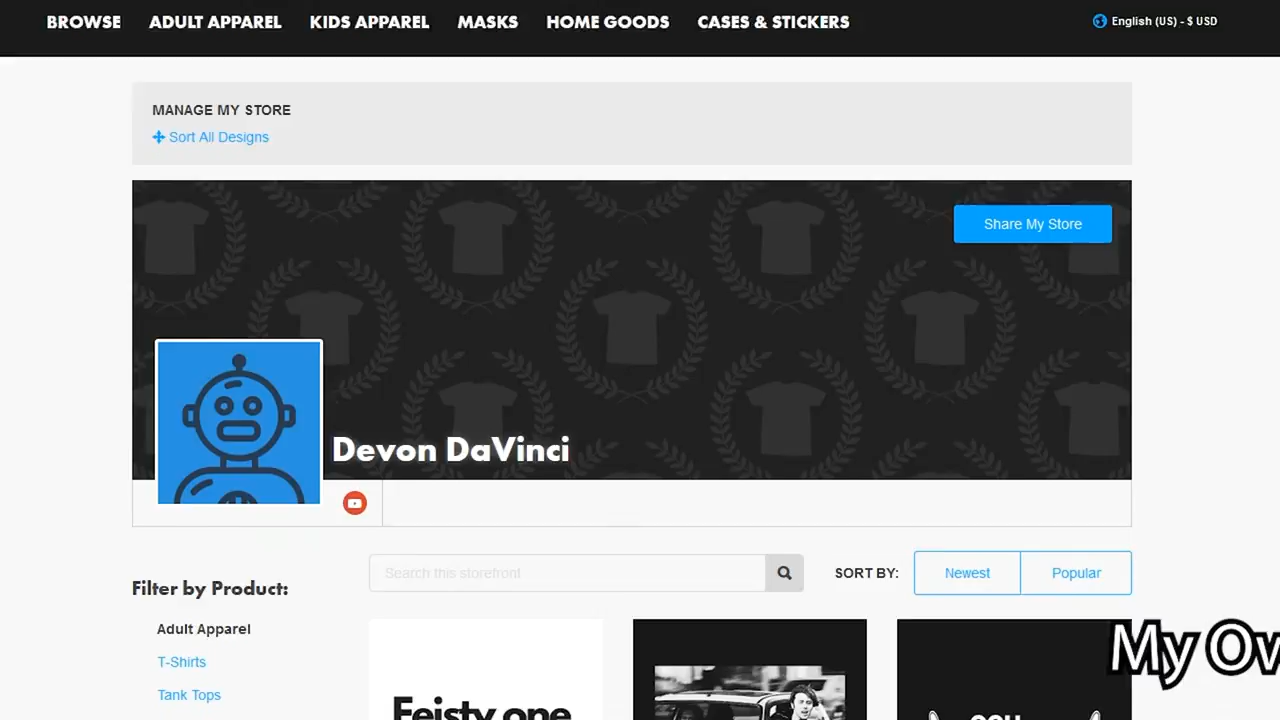 BROWSE ADULT APPAREL KIDS APPAREL MASKS HOME GOODS CASES & STICKERS English (US) - $ USD
MANAGE MY STORE
Sort All Designs
Share My Store
Devon DaVinci
Search this storefront
SORT BY: Newest Popular
Filter by Product:
Adult Apparel
T-Shirts
Tank Tops
Feisty one
My